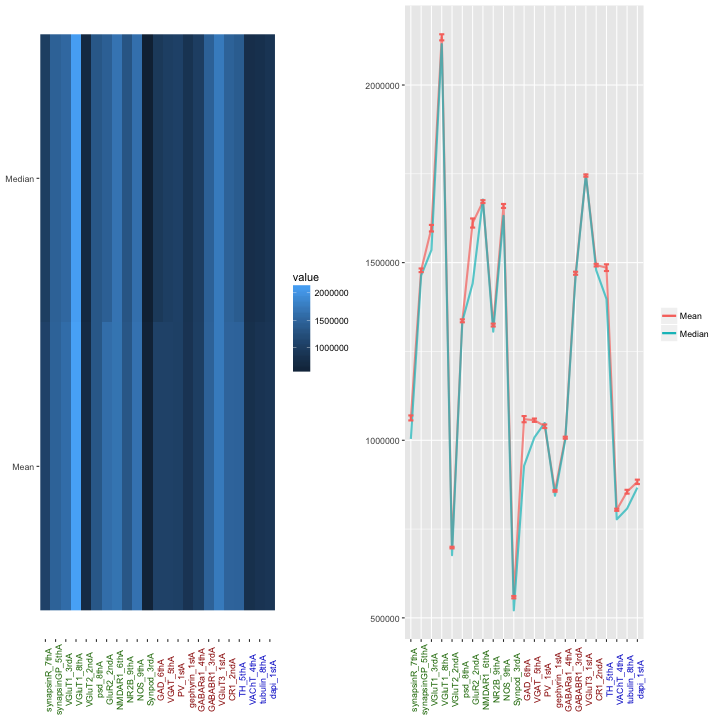 Median
Mean
value
2000000
1500000
1000000
synapsinR_7thA
synapsinGP_5thA
VGluT1_3rdA
VGluT1_8thA
VGluT2_2ndA
psd_8thA
GluR2_2ndA
NMDAR1_6thA
NR2B_9thA
NOS_9thA
Synpod_3rdA
GAD_6thA
VGAT_5thA
PV_1stA
gephyrin_1stA
GABARa1_4thA
GABABR1_3rdA
VGluT3_1stA
CR1_2ndA
TH_5thA
VAChT_4thA
tubulin_8thA
dapi_1stA
2000000
1500000
1000000
500000
synapsinR_7thA
synapsinGP_5thA
VGluT1_3rdA
VGluT1_8thA
VGluT2_2ndA
psd_8thA
GluR2_2ndA
NMDAR1_6thA
NR2B_9thA
NOS_9thA
Synpod_3rdA
GAD_6thA
VGAT_5thA
PV_1stA
gephyrin_1stA
GABARa1_4thA
GABABR1_3rdA
VGluT3_1stA
CR1_2ndA
TH_5thA
VAChT_4thA
tubulin_8thA
dapi_1stA
Mean
Median